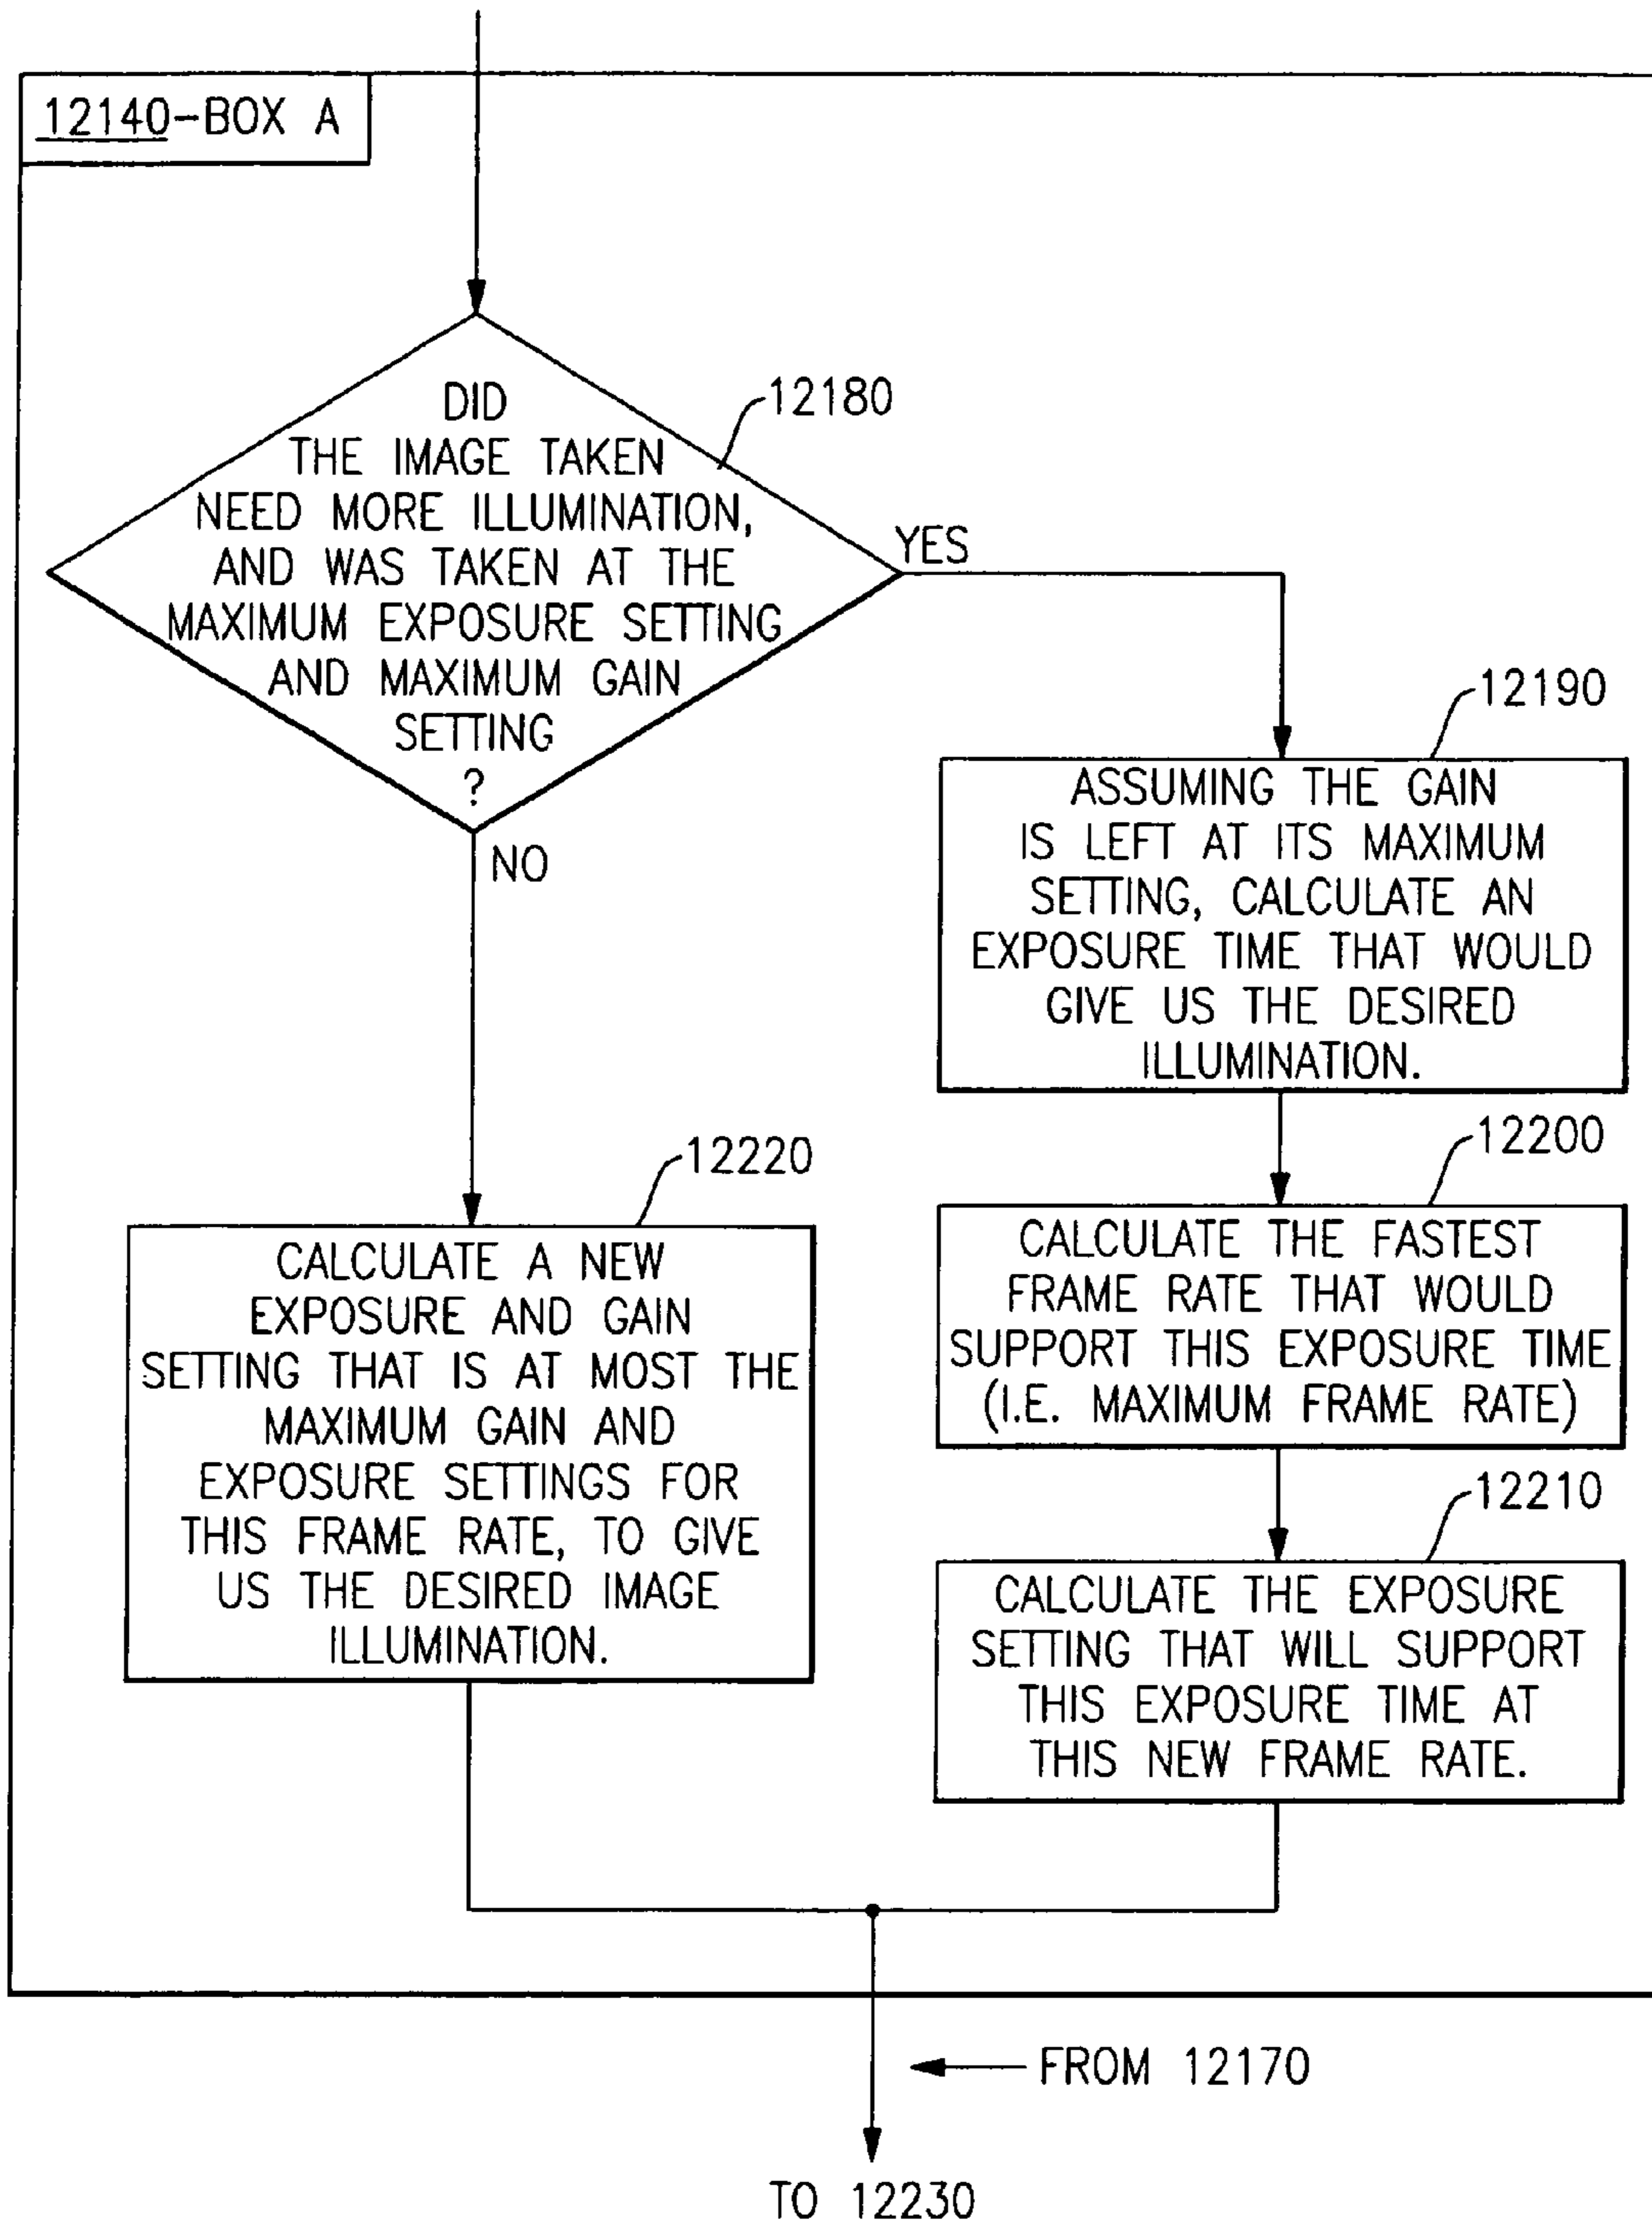 12140-BOX A
DID
THE IMAGE TAKEN
NEED MORE ILLUMINATION,
AND WAS TAKEN AT THE
MAXIMUM EXPOSURE SETTING
AND MAXIMUM GAIN
SETTING
?
12180
YES
NO
12190
ASSUMING THE GAIN
IS LEFT AT ITS MAXIMUM
SETTING, CALCULATE AN
EXPOSURE TIME THAT WOULD
GIVE US THE DESIRED
ILLUMINATION.
12200
CALCULATE THE FASTEST
FRAME RATE THAT WOULD
SUPPORT THIS EXPOSURE TIME
(I.E. MAXIMUM FRAME RATE)
12210
CALCULATE THE EXPOSURE
SETTING THAT WILL SUPPORT
THIS EXPOSURE TIME AT
THIS NEW FRAME RATE.
12220
CALCULATE A NEW
EXPOSURE AND GAIN
SETTING THAT IS AT MOST THE
MAXIMUM GAIN AND
EXPOSURE SETTINGS FOR
THIS FRAME RATE, TO GIVE
US THE DESIRED IMAGE
ILLUMINATION.
FROM 12170
TO 12230